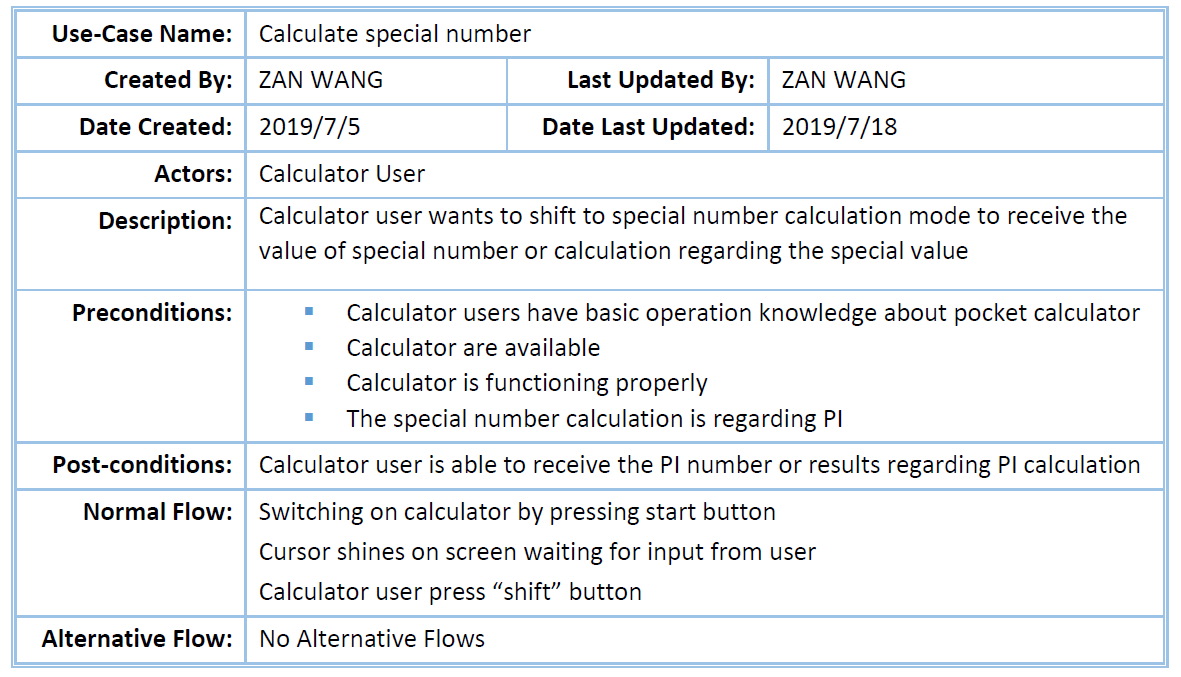 Use-Case Name: Calculate special number
Created By: ZAN WANG Last Updated By: ZAN WANG
Date Created: 2019/7/5 Date Last Updated: 2019/7/18
Actors: Calculator User
Description: Calculator user wants to shift to special number calculation mode to receive the
value of special number or calculation regarding the special value
Preconditions: ▪ Calculator users have basic operation knowledge about pocket calculator
▪ Calculator are available
▪ Calculator is functioning properly
▪ The special number calculation is regarding PI
Post-conditions: Calculator user is able to receive the PI number or results regarding PI calculation
Normal Flow: Switching on calculator by pressing start button
Cursor shines on screen waiting for input from user
Calculator user press “shift” button
Alternative Flow: No Alternative Flows